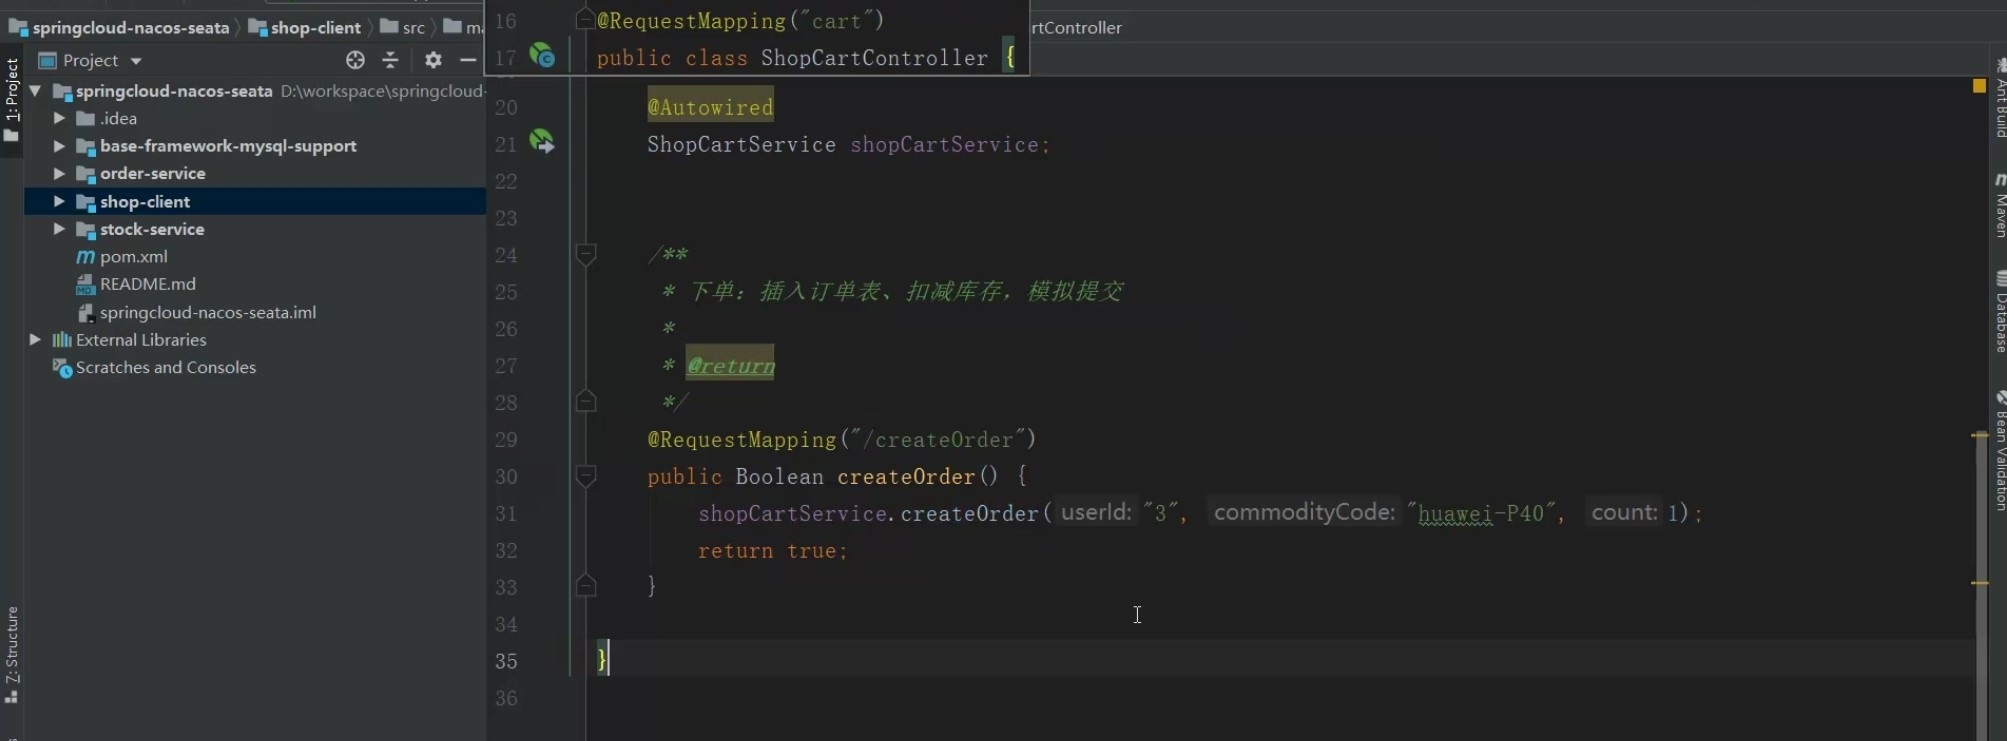 springcloud-nacos-seata
shop-client
src
rtController
Project
springcloud-nacos-seata D:\workspace\springcloud-
.idea
base-framework-mysql-support
order-service
shop-client
stock-service
pom.xml
README.md
springcloud-nacos-seata.iml
External Libraries
Scratches and Consoles
1: Project
7: Structure
16 @RequestMapping("cart")
17 public class ShopCartController {
20 @Autowired
21 ShopCartService shopCartService;
22
23
24 /**
25 * 下单：插入订单表、扣减库存，模拟提交
26 *
27 * @return
28 */
29 @RequestMapping("/createOrder")
30 public Boolean createOrder() {
31 shopCartService.createOrder( userId: "3", commodityCode: "huawei-P40", count: 1);
32 return true;
33 }
34
35 }
36
Ant Build
Maven
Database
Bean Validation